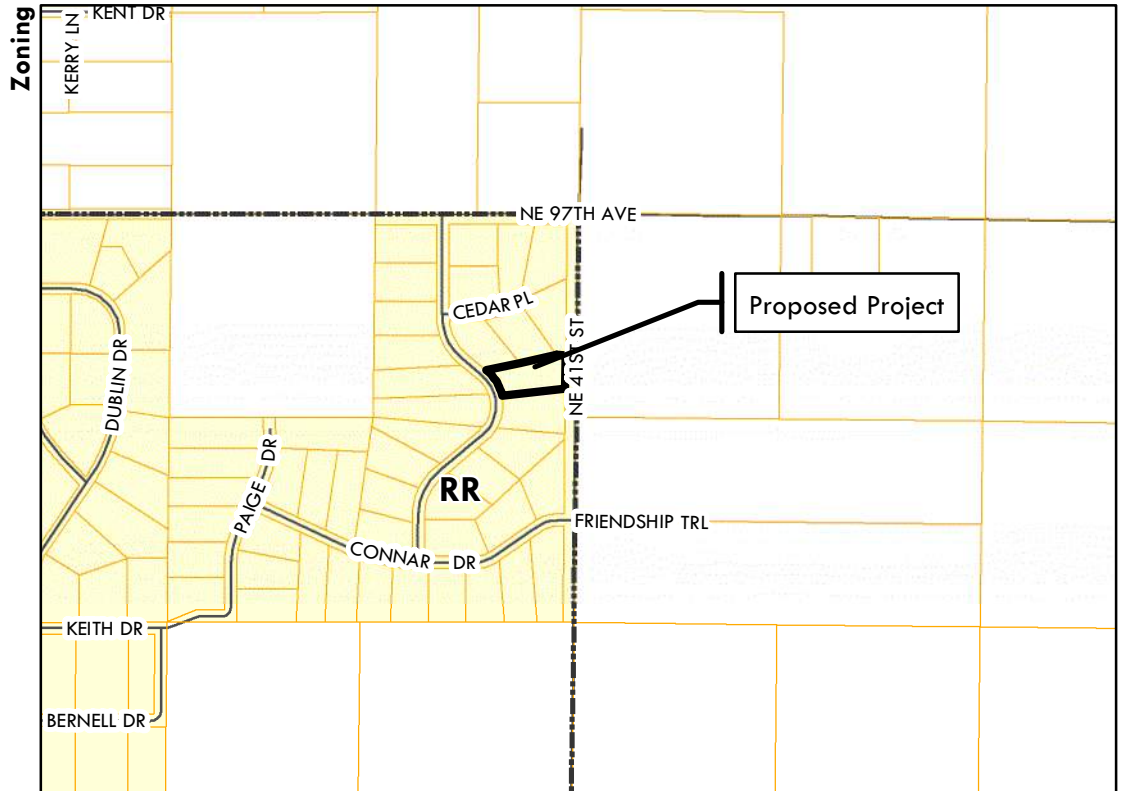 Zoning
KENT DR
KERRY LN
NE 97TH AVE
CEDAR PL
Proposed Project
NE 41ST ST
DUBLIN DR
PAIGE DR
RR
FRIENDSHIP TRL
CONNAR DR
KEITH DR
BERNELL DR